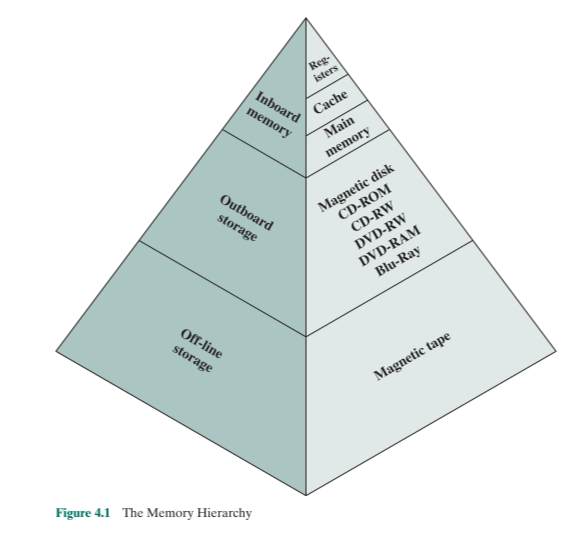 Reg-
isters
Cache
Main
memory
Inboard
memory
Magnetic disk
CD-ROM
CD-RW
DVD-RW
DVD-RAM
Blu-Ray
Outboard
storage
Magnetic tape
Off-line
storage
Figure 4.1 The Memory Hierarchy